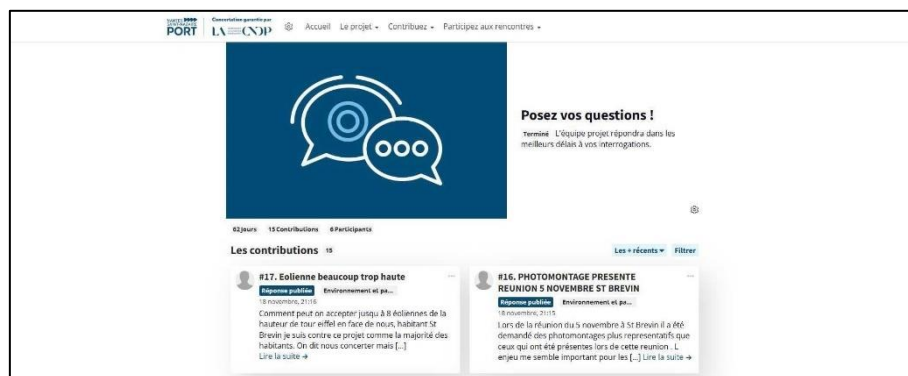 NANTES
SAINT-NAZAIRE
PORT
Concertation garantie par
LA CNDP
Accueil Le projet Contribuez Participez aux rencontres
Posez vos questions !
Terminé L'équipe projet répondra dans les
meilleurs délais à vos interrogations.
62 Jours 15 Contributions 6 Participants
Les contributions 15
Les + récents Filtrer
#17. Eolienne beaucoup trop haute
Réponse publiée Environnement et pa...
18 novembre, 21:16
Comment peut on accepter jusqu à 8 éoliennes de la
hauteur de tour eiffel en face de nous, habitant St
Brevin je suis contre ce projet comme la majorité des
habitants. On dit nous concerter mais [...]
Lire la suite →
#16. PHOTOMONTAGE PRESENTE
REUNION 5 NOVEMBRE ST BREVIN
Réponse publiée Environnement et pa...
18 novembre, 21:15
Lors de la réunion du 5 novembre à St Brevin il a été
demandé des photomontages plus représentatifs que
ceux qui ont été présentes lors de cette reunion . L
enjeu me semble important pour les [...] Lire la suite →